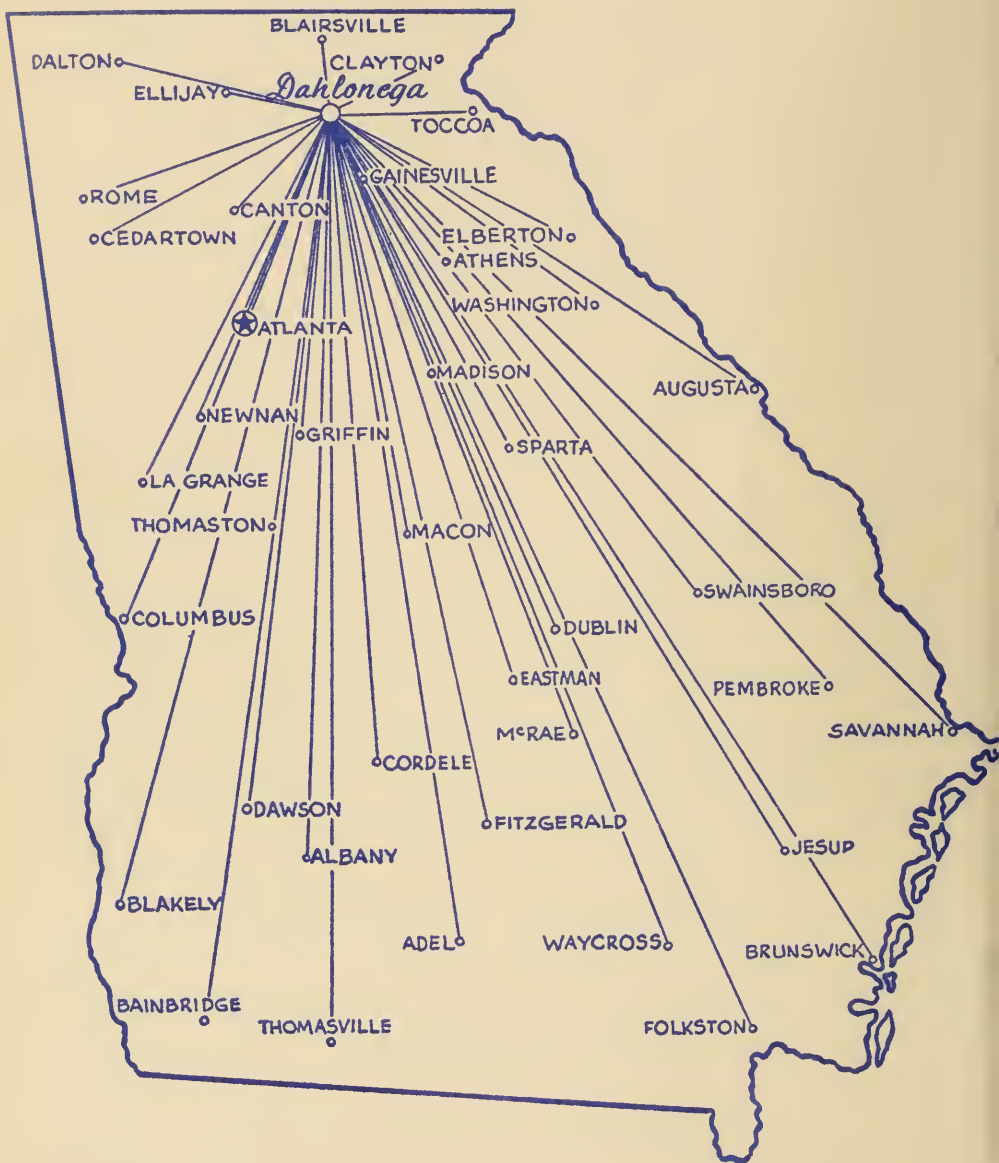 BLAIRSVILLE
DALTON
CLAYTON
ELLIJAY
Dahlonega
TOCCOA
GAINESVILLE
ROME
CANTON
CEDARTOWN
ELBERTON
ATHENS
WASHINGTON
ATLANTA
MADISON
AUGUSTA
NEWNAN
GRIFFIN
SPARTA
LA GRANGE
THOMASTON
MACON
SWAINSBORO
COLUMBUS
DUBLIN
EASTMAN
PEMBROKE
McRAE
SAVANNAH
CORDELE
DAWSON
FITZGERALD
JESUP
ALBANY
BLAKELY
ADEL
WAYCROSS
BRUNSWICK
BAINBRIDGE
THOMASVILLE
FOLKSTON